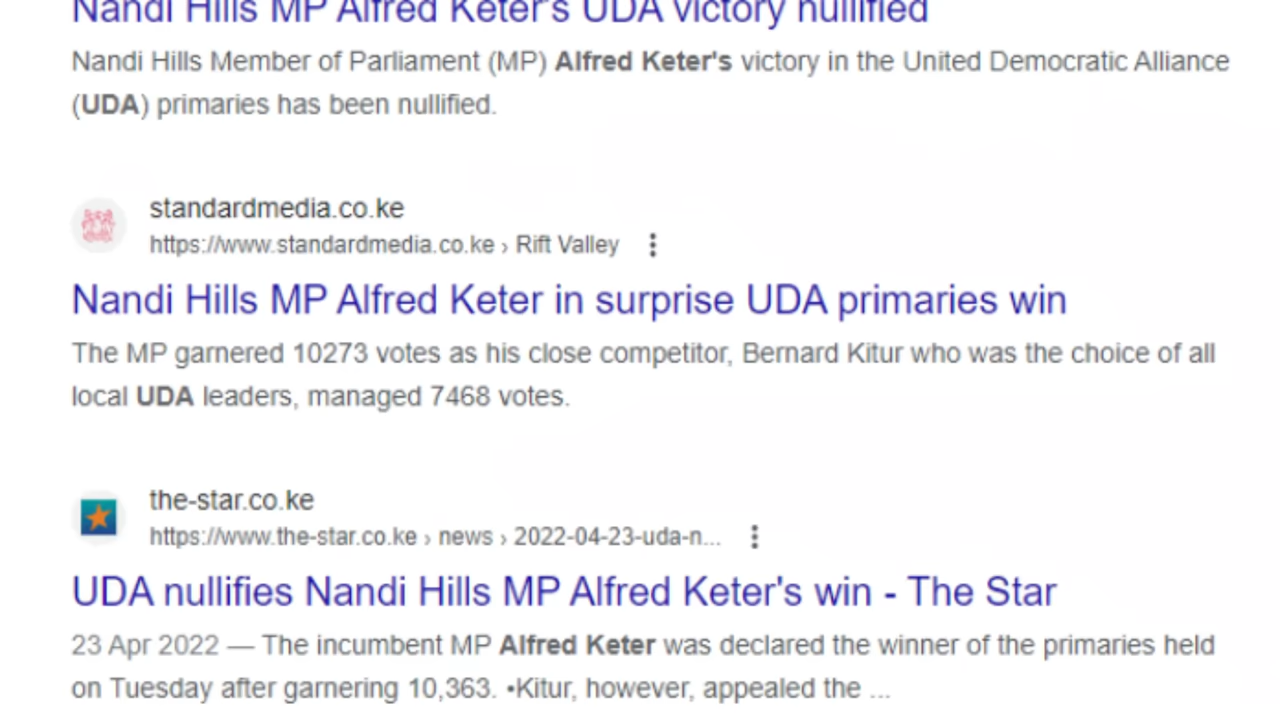 Nandi Hills MP Alfred Keter's UDA victory nullified
Nandi Hills Member of Parliament (MP) Alfred Keter's victory in the United Democratic Alliance
(UDA) primaries has been nullified.
standardmedia.co.ke
https://www.standardmedia.co.ke › Rift Valley
Nandi Hills MP Alfred Keter in surprise UDA primaries win
The MP garnered 10273 votes as his close competitor, Bernard Kitur who was the choice of all
local UDA leaders, managed 7468 votes.
the-star.co.ke
https://www.the-star.co.ke › news › 2022-04-23-uda-n...
UDA nullifies Nandi Hills MP Alfred Keter's win - The Star
23 Apr 2022 — The incumbent MP Alfred Keter was declared the winner of the primaries held
on Tuesday after garnering 10,363. •Kitur, however, appealed the ...